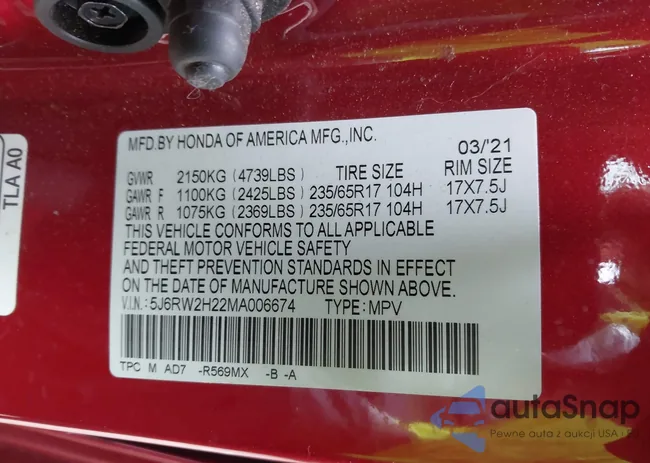 TLA A0
MFD.BY HONDA OF AMERICA MFG.,INC. 03/'21
GVWR 2150KG (4739LBS) TIRE SIZE RIM SIZE
GAWR F 1100KG (2425LBS) 235/65R17 104H 17X7.5J
GAWR R 1075KG (2369LBS) 235/65R17 104H 17X7.5J
THIS VEHICLE CONFORMS TO ALL APPLICABLE
FEDERAL MOTOR VEHICLE SAFETY
AND THEFT PREVENTION STANDARDS IN EFFECT
ON THE DATE OF MANUFACTURE SHOWN ABOVE.
V.I.N.: 5J6RW2H22MA006674 TYPE: MPV
TPC M AD7 -R569MX -B -A
autaSnap
Pewne auta z aukcji USA i EU